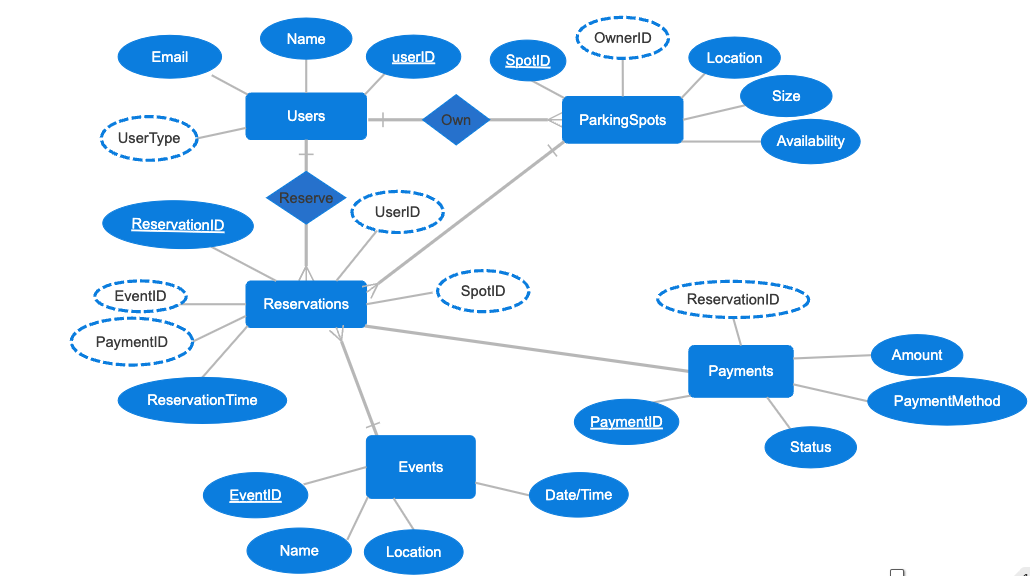 Name
Email
userID
SpotID
OwnerID
Location
Size
Users
Own
ParkingSpots
UserType
Availability
Reserve
UserID
ReservationID
EventID
Reservations
SpotID
ReservationID
PaymentID
Payments
Amount
ReservationTime
PaymentMethod
PaymentID
Status
Events
EventID
Date/Time
Name
Location